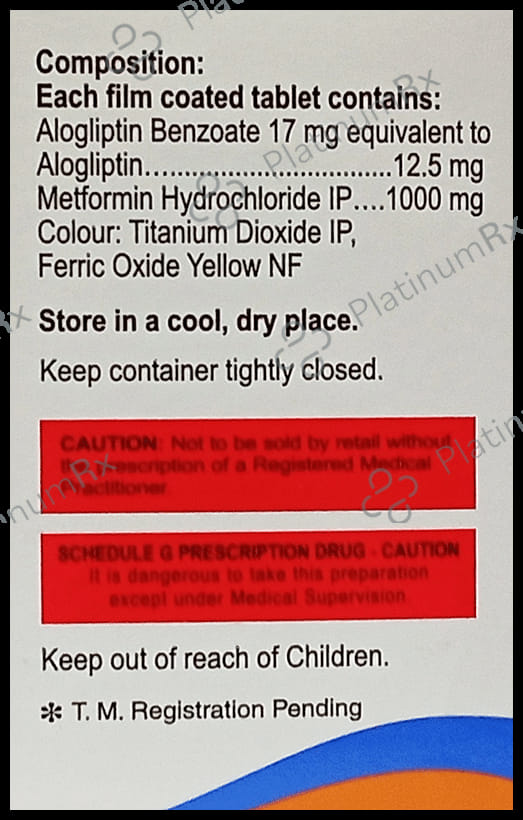 Composition:
Each film coated tablet contains:
Alogliptin Benzoate 17 mg equivalent to
Alogliptin.................................12.5 mg
Metformin Hydrochloride IP....1000 mg
Colour: Titanium Dioxide IP,
Ferric Oxide Yellow NF
Store in a cool, dry place.
Keep container tightly closed.
CAUTION: Not to be sold by retail without
the prescription of a Registered Medical
Practitioner.
SCHEDULE G PRESCRIPTION DRUG - CAUTION
It is dangerous to take this preparation
except under Medical Supervision.
Keep out of reach of Children.
* T. M. Registration Pending
PlatinumRx
PlatinumRx
PlatinumRx